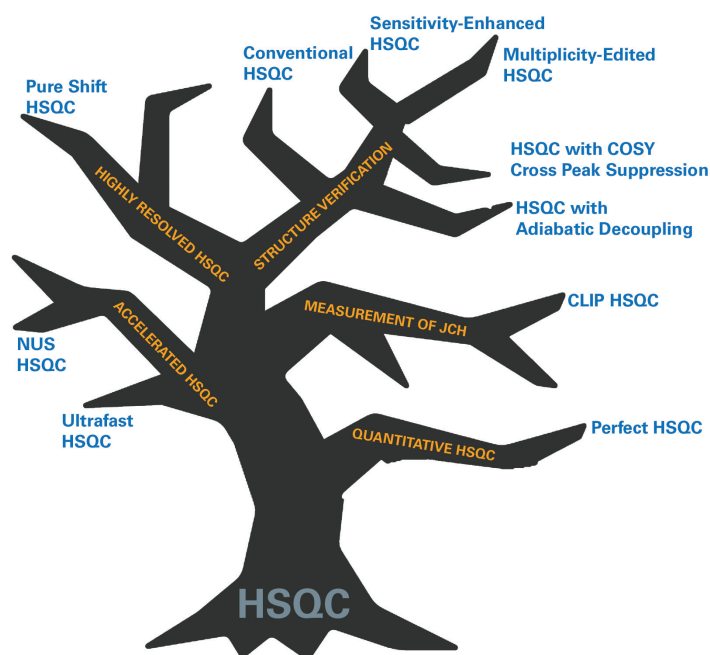 Sensitivity-Enhanced
HSQC
Conventional
HSQC
Multiplicity-Edited
HSQC
Pure Shift
HSQC
HSQC with COSY
Cross Peak Suppression
HIGHLY RESOLVED HSQC
STRUCTURE VERIFICATION
HSQC with
Adiabatic Decoupling
ACCELERATED HSQC
MEASUREMENT OF JCH
CLIP HSQC
NUS
HSQC
Ultrafast
HSQC
QUANTITATIVE HSQC
Perfect HSQC
HSQC